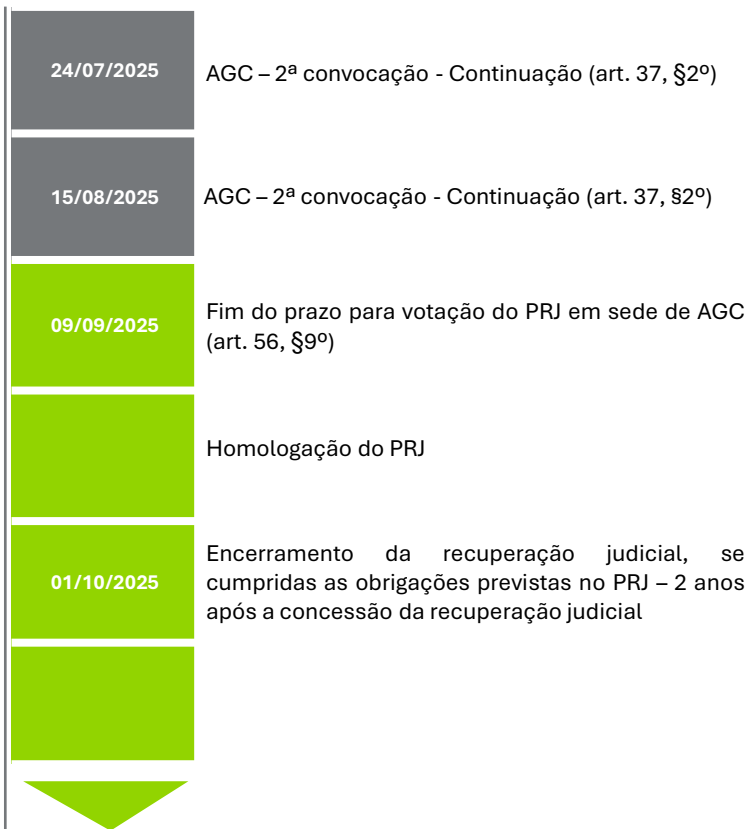 24/07/2025
AGC – 2ª convocação - Continuação (art. 37, §2º)
15/08/2025
AGC – 2ª convocação - Continuação (art. 37, §2º)
09/09/2025
Fim do prazo para votação do PRJ em sede de AGC
(art. 56, §9º)
Homologação do PRJ
01/10/2025
Encerramento da recuperação judicial, se
cumpridas as obrigações previstas no PRJ – 2 anos
após a concessão da recuperação judicial